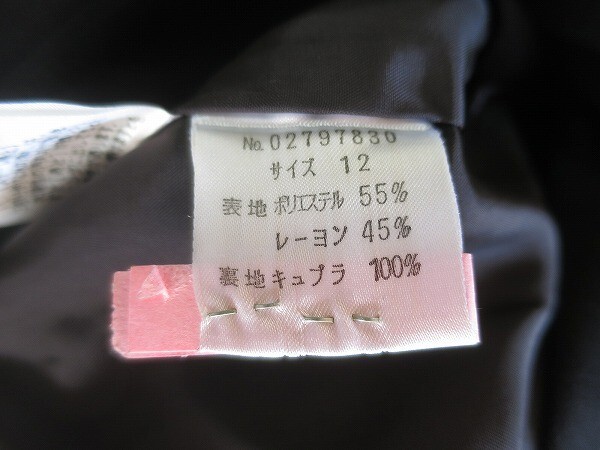 No. 02797830
サイズ 12
表地 ポリエステル 55%
レーヨン 45%
裏地 キュプラ 100%